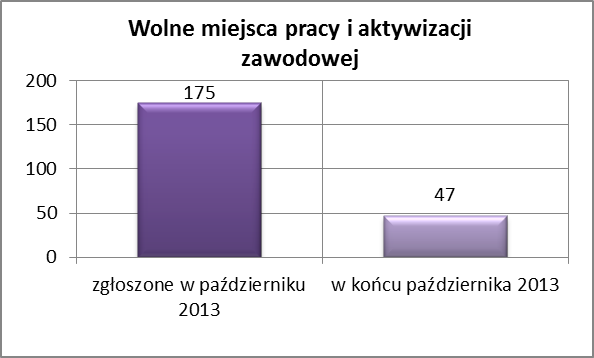 Wolne miejsca pracy i aktywizacji
zawodowej
200
175
150
100
50
47
0
zgłoszone w październiku
2013
w końcu października 2013